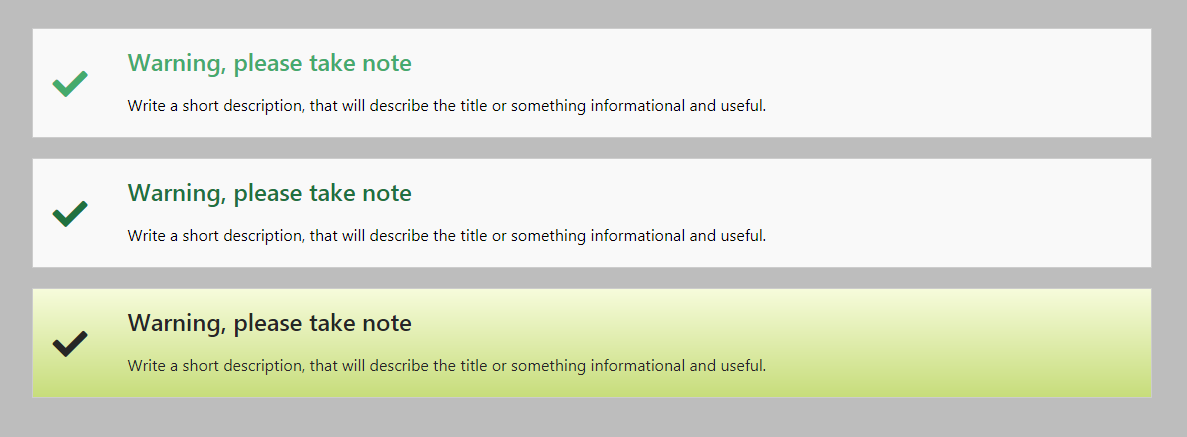 Warning, please take note
Write a short description, that will describe the title or something informational and useful.
Warning, please take note
Write a short description, that will describe the title or something informational and useful.
Warning, please take note
Write a short description, that will describe the title or something informational and useful.